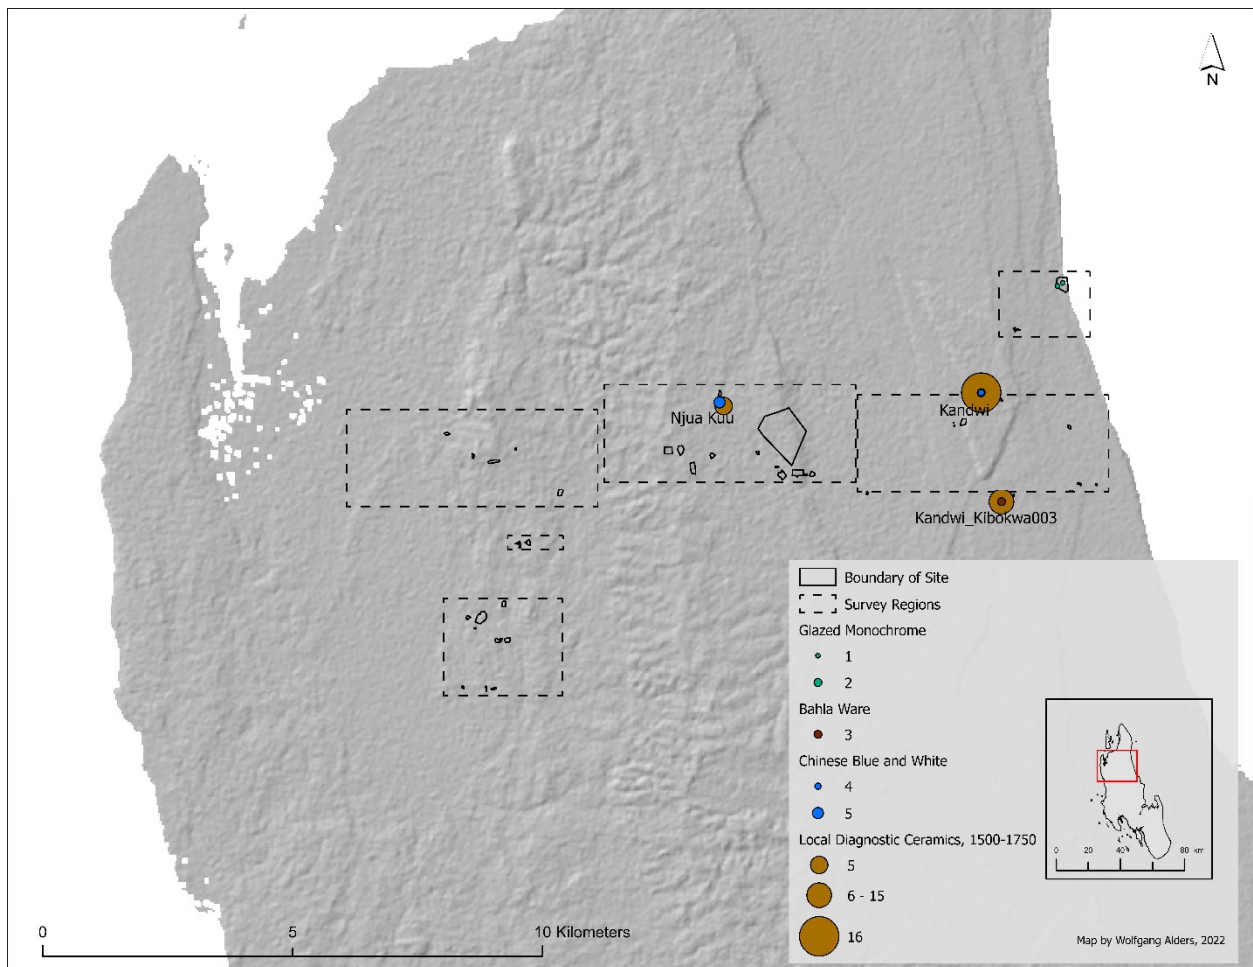 N
Njua Kuu
Kandwi
Kandwi_Kibokwa003
Boundary of Site
Survey Regions
Glazed Monochrome
1
2
Bahla Ware
3
Chinese Blue and White
4
5
Local Diagnostic Ceramics, 1500-1750
5
6 - 15
16
0 20 40 80 km
Map by Wolfgang Alders, 2022
0 5 10 Kilometers